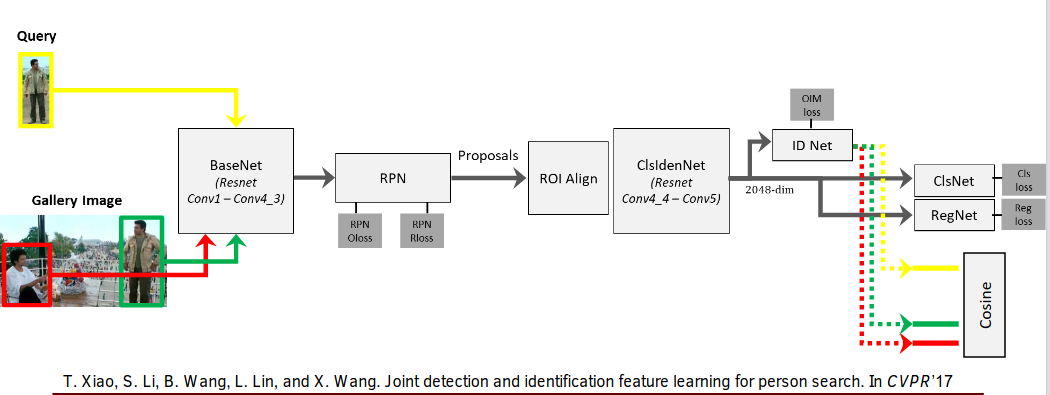 Query
Gallery Image
BaseNet
(Resnet
Conv1 – Conv4_3)
RPN
RPN
Oloss
RPN
Rloss
Proposals
ROI Align
ClsIdenNet
(Resnet
Conv4_4 – Conv5)
2048-dim
OIM
loss
ID Net
ClsNet
Cls
loss
RegNet
Reg
loss
Cosine
T. Xiao, S. Li, B. Wang, L. Lin, and X. Wang. Joint detection and identification feature learning for person search. In CVPR'17